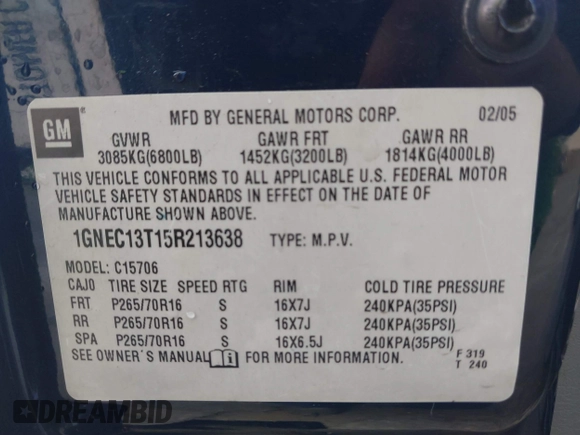 GM
MFD BY GENERAL MOTORS CORP. 02/05
GVWR GAWR FRT GAWR RR
3085KG(6800LB) 1452KG(3200LB) 1814KG(4000LB)
THIS VEHICLE CONFORMS TO ALL APPLICABLE U.S. FEDERAL MOTOR
VEHICLE SAFETY STANDARDS IN EFFECT ON THE DATE OF
MANUFACTURE SHOWN ABOVE.
1GNEC13T15R213638 TYPE: M.P.V.
MODEL: C15706
CAJ0 TIRE SIZE SPEED RTG RIM COLD TIRE PRESSURE
FRT P265/70R16 S 16X7J 240KPA(35PSI)
RR P265/70R16 S 16X7J 240KPA(35PSI)
SPA P265/70R16 S 16X6.5J 240KPA(35PSI)
SEE OWNER'S MANUAL FOR MORE INFORMATION. F 319
T 240
DREAMBID